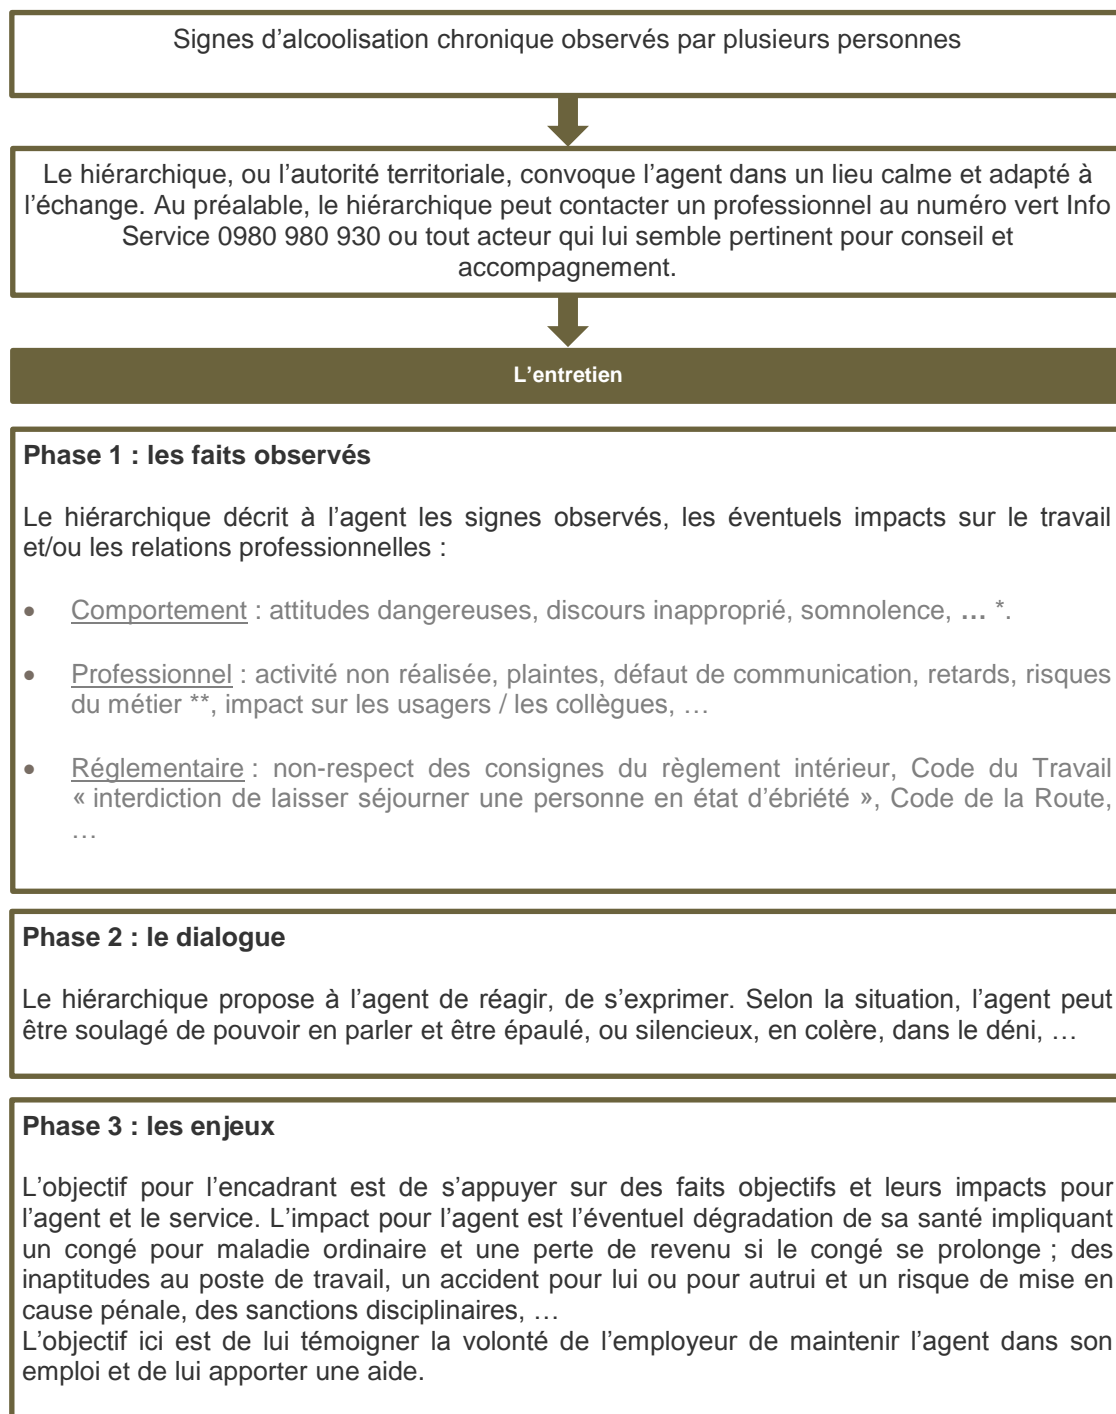 Signes d’alcoolisation chronique observés par plusieurs personnes
Le hiérarchique, ou l’autorité territoriale, convoque l’agent dans un lieu calme et adapté à
l’échange. Au préalable, le hiérarchique peut contacter un professionnel au numéro vert Info
Service 0980 980 930 ou tout acteur qui lui semble pertinent pour conseil et
accompagnement.
L’entretien
Phase 1 : les faits observés
Le hiérarchique décrit à l’agent les signes observés, les éventuels impacts sur le travail
et/ou les relations professionnelles :
• Comportement : attitudes dangereuses, discours inapproprié, somnolence, … *.
• Professionnel : activité non réalisée, plaintes, défaut de communication, retards, risques
du métier **, impact sur les usagers / les collègues, …
• Réglementaire : non-respect des consignes du règlement intérieur, Code du Travail
« interdiction de laisser séjourner une personne en état d’ébriété », Code de la Route,
…
Phase 2 : le dialogue
Le hiérarchique propose à l’agent de réagir, de s’exprimer. Selon la situation, l’agent peut
être soulagé de pouvoir en parler et être épaulé, ou silencieux, en colère, dans le déni, …
Phase 3 : les enjeux
L’objectif pour l’encadrant est de s’appuyer sur des faits objectifs et leurs impacts pour
l’agent et le service. L’impact pour l’agent est l’éventuel dégradation de sa santé impliquant
un congé pour maladie ordinaire et une perte de revenu si le congé se prolonge ; des
inaptitudes au poste de travail, un accident pour lui ou pour autrui et un risque de mise en
cause pénale, des sanctions disciplinaires, …
L’objectif ici est de lui témoigner la volonté de l’employeur de maintenir l’agent dans son
emploi et de lui apporter une aide.